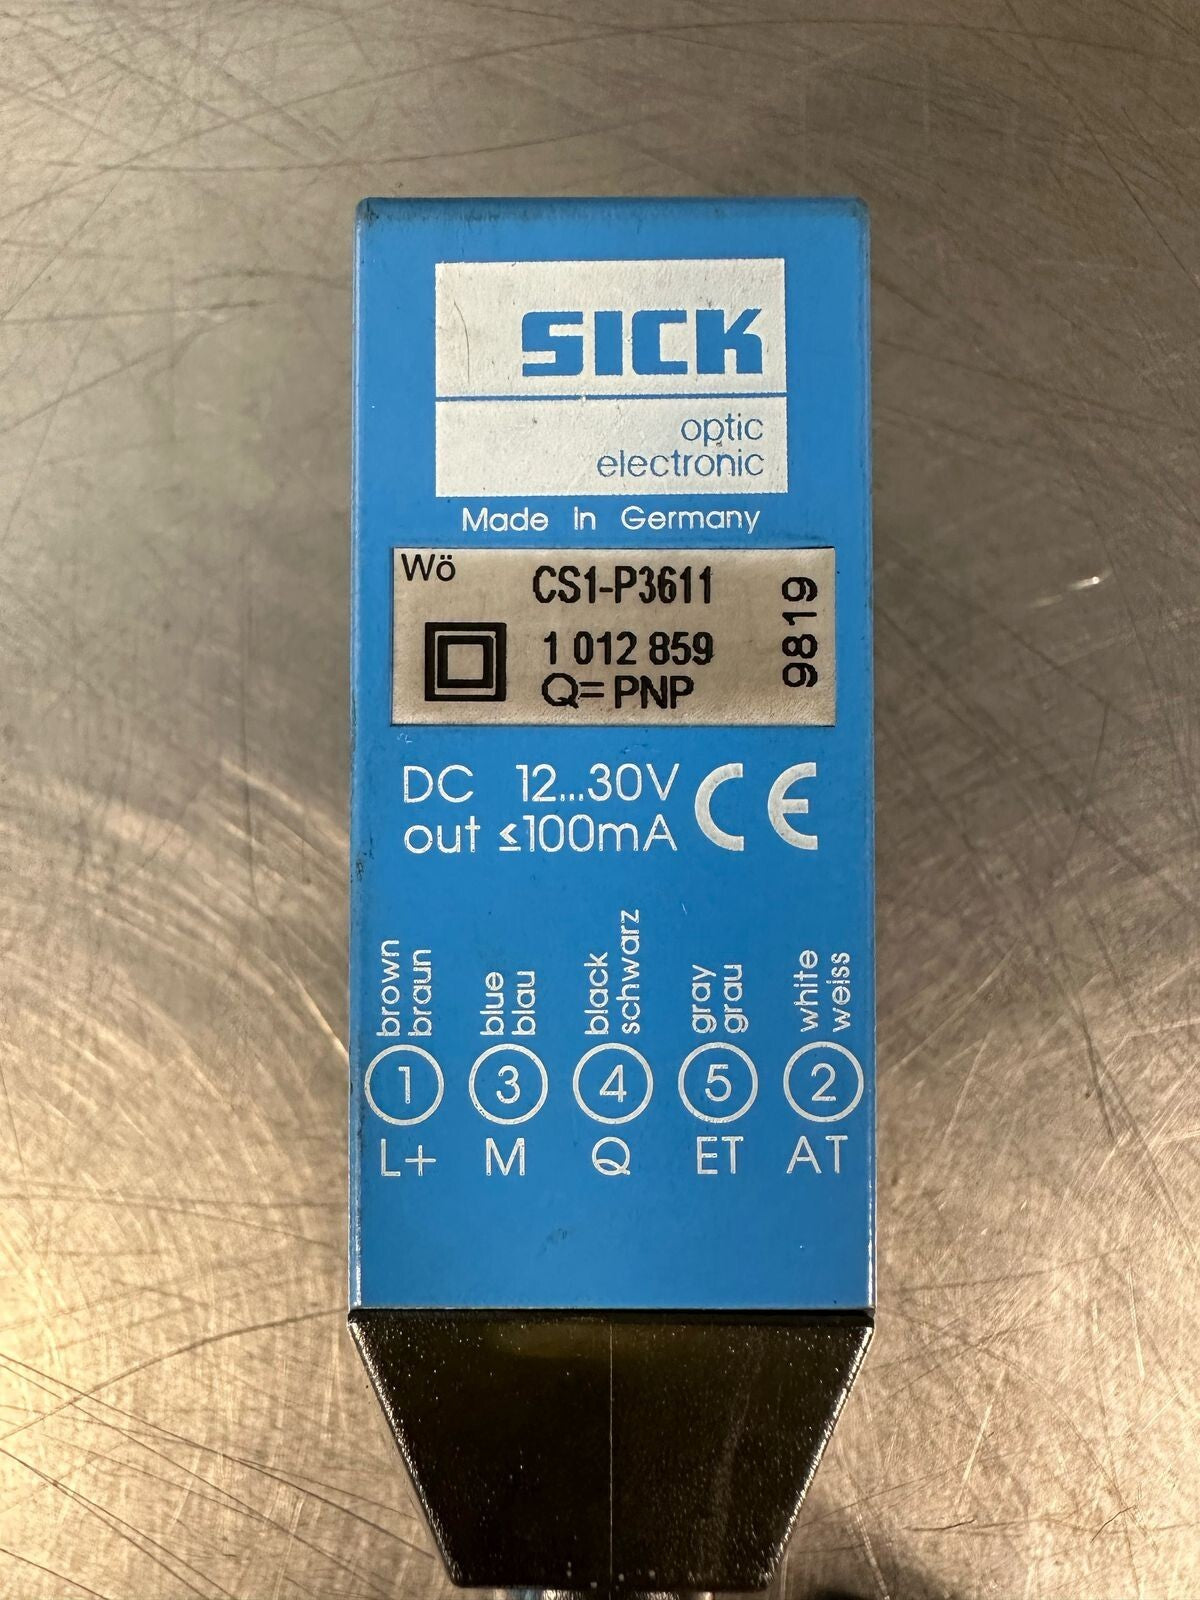 SICK
optic
electronic
Made in Germany
Wö
CS1-P3611
1 012 859
Q= PNP
9819
DC 12...30V
out ≤100mA
CE
brown
braun
blue
blau
black
schwarz
gray
grau
white
weiss
1 3 4 5 2
L+ M Q ET AT